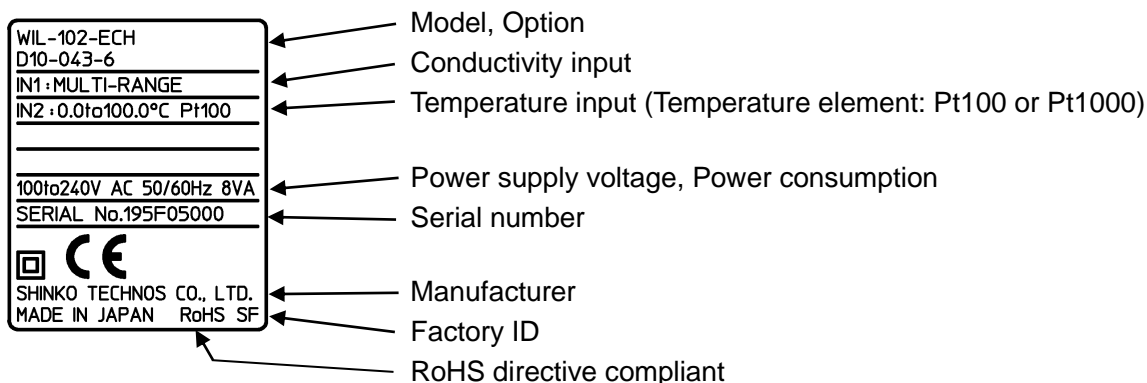 WIL-102-ECH
D10-043-6
IN1:MULTI-RANGE
IN2:0.0to100.0°C Pt100
100to240V AC 50/60Hz 8VA
SERIAL No.195F05000
CE
SHINKO TECHNOS CO., LTD.
MADE IN JAPAN RoHS SF
Model, Option
Conductivity input
Temperature input (Temperature element: Pt100 or Pt1000)
Power supply voltage, Power consumption
Serial number
Manufacturer
Factory ID
RoHS directive compliant